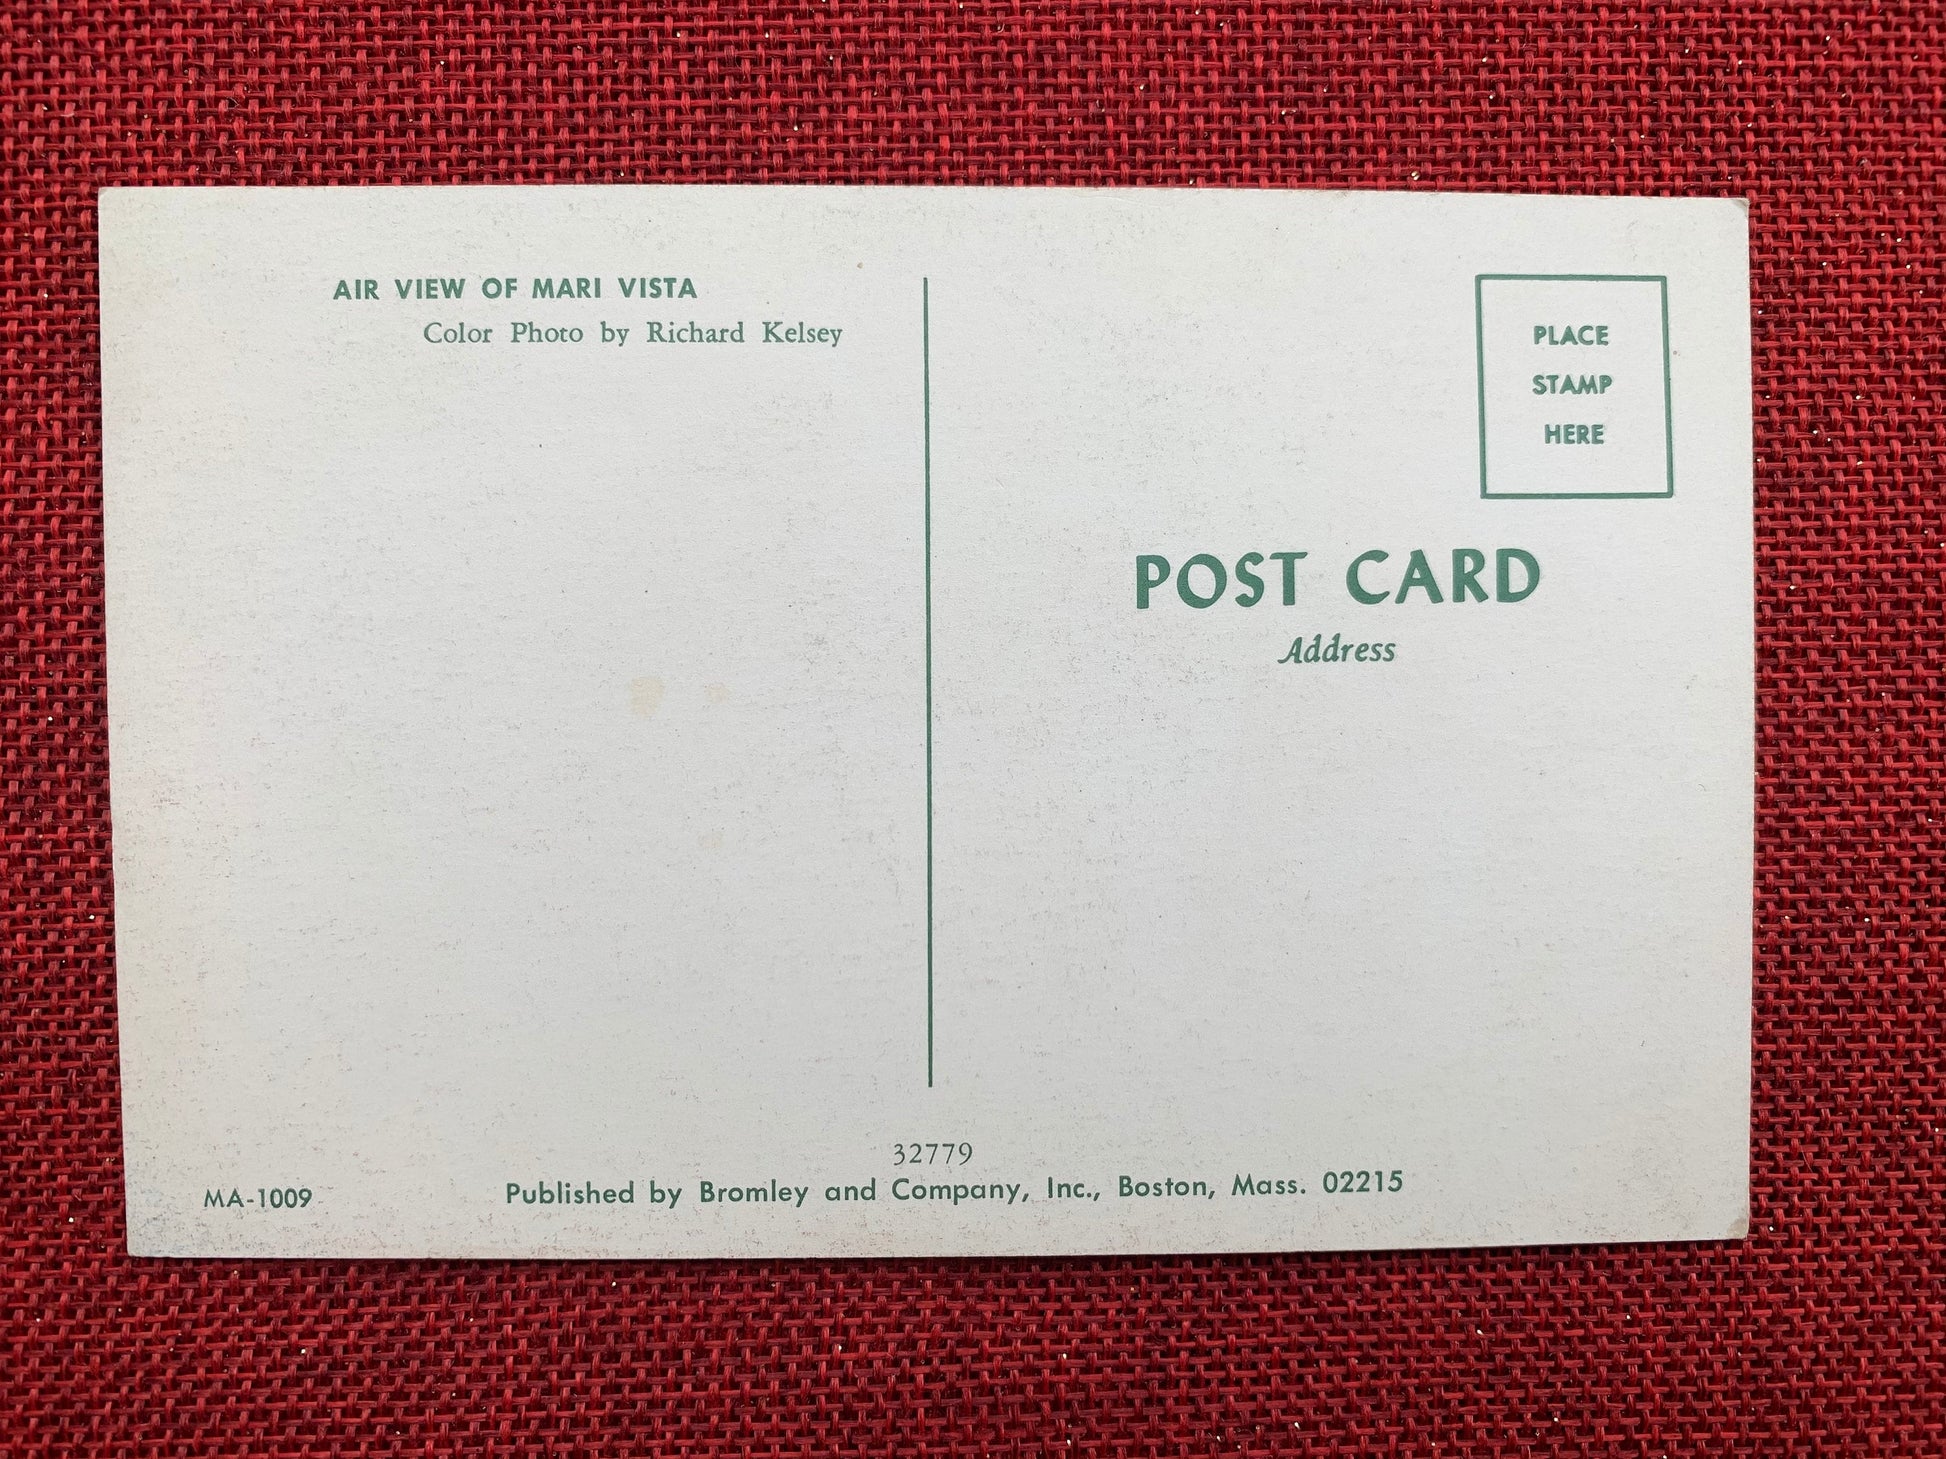 AIR VIEW OF MARI VISTA
Color Photo by Richard Kelsey
PLACE
STAMP
HERE
POST CARD
Address
32779
MA-1009
Published by Bromley and Company, Inc., Boston, Mass. 02215